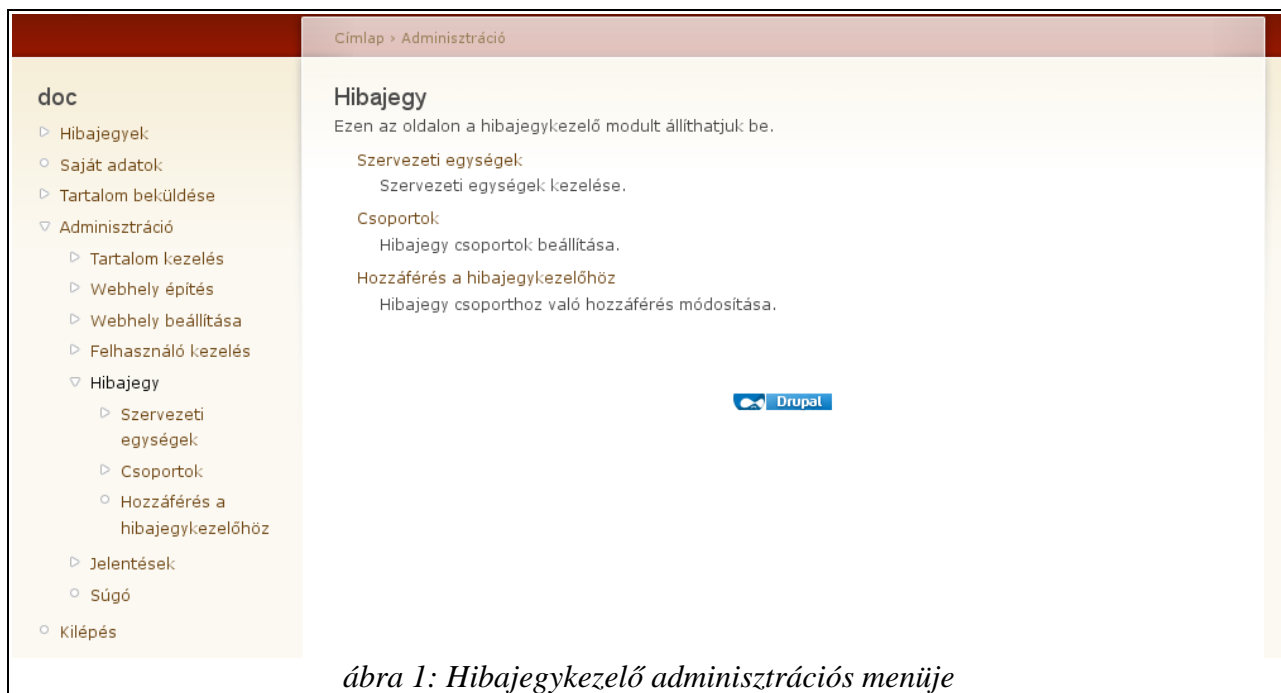 Címlap › Adminisztráció
doc
Hibajegyek
Saját adatok
Tartalom beküldése
Adminisztráció
Tartalom kezelés
Webhely építés
Webhely beállítása
Felhasználó kezelés
Hibajegy
Szervezeti
egységek
Csoportok
Hozzáférés a
hibajegykezelőhöz
Jelentések
Súgó
Kilépés
Hibajegy
Ezen az oldalon a hibajegykezelő modult állíthatjuk be.
Szervezeti egységek
Szervezeti egységek kezelése.
Csoportok
Hibajegy csoportok beállítása.
Hozzáférés a hibajegykezelőhöz
Hibajegy csoporthoz való hozzáférés módosítása.
Drupal
ábra 1: Hibajegykezelő adminisztrációs menüje